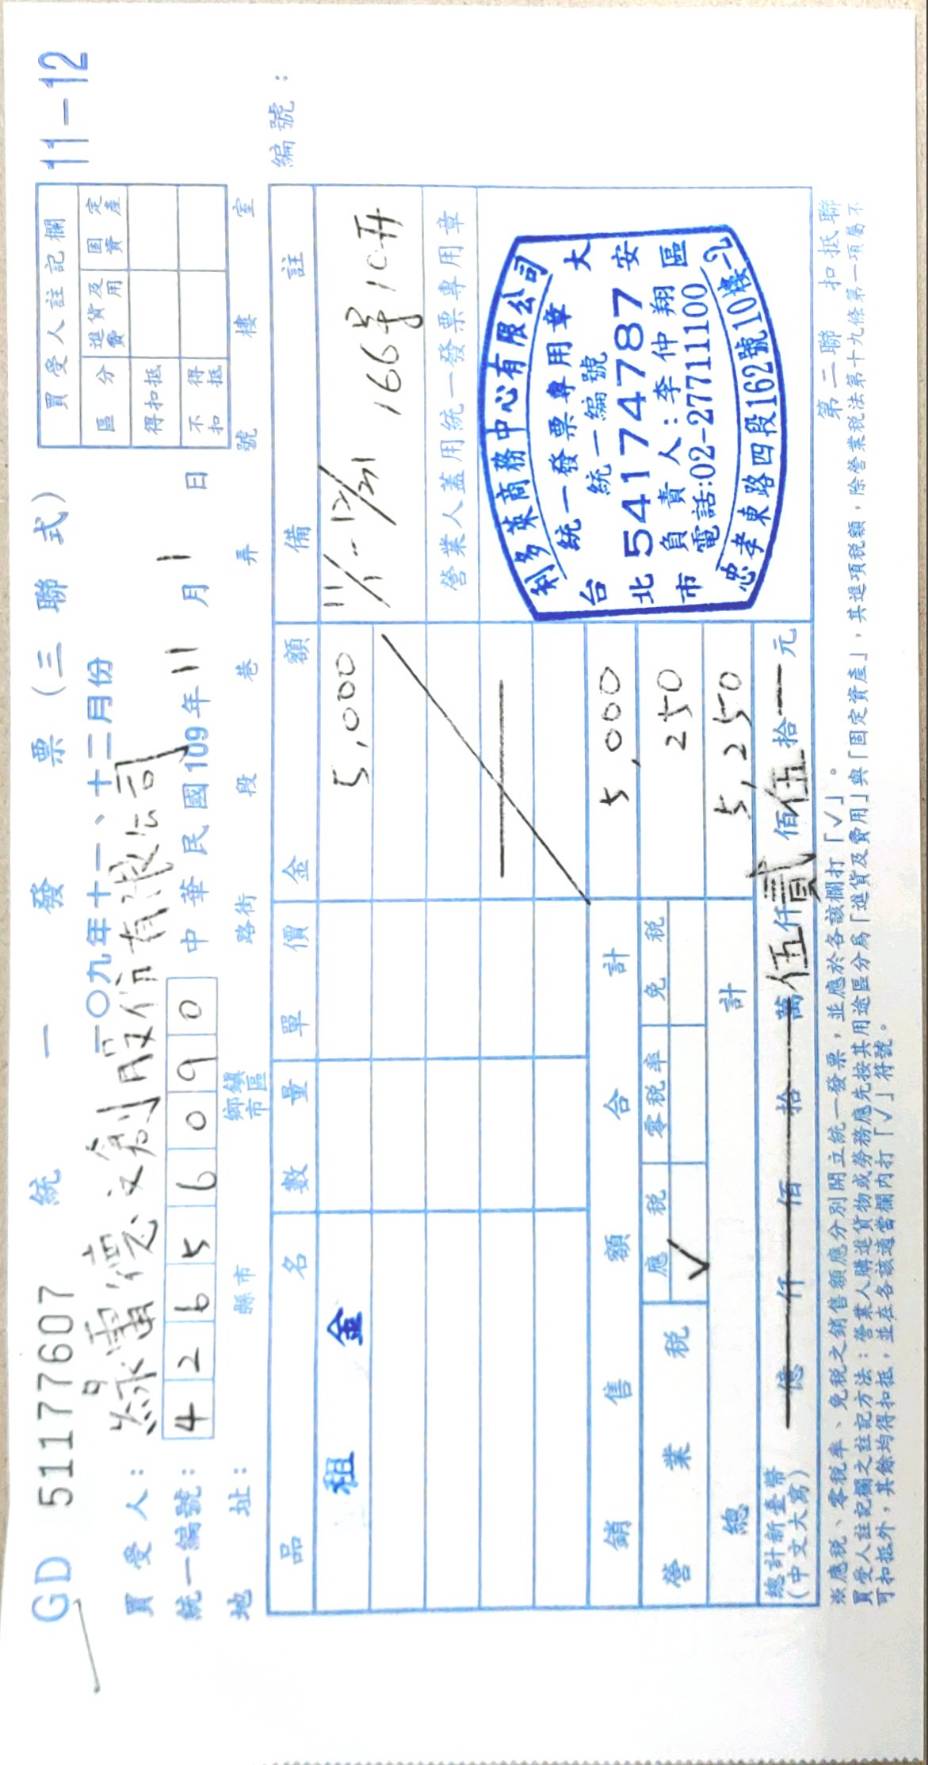 GD 51177607 統一發票(三聯式)
一〇九年十一、十二月份
11-12
買受人: 綠雷德文創股份有限公司
統一編號: 4 2 6 5 6 0 9 0 中華民國109年11月1日
地址: 縣市 鄉鎮市區 路街 段 巷 弄 號 樓 室
買受人註記欄
區分 進貨及費用 固定資產
得扣抵
不得扣抵
編號:
品名 數量 單價 金額 備註
租金 5,000 11/1-12/31 166號10F
營業人蓋用統一發票專用章
銷售額合計 5,000
營業稅 應稅 ✓ 零稅率 免稅 250
總計 5,250
總計新臺幣(中文大寫) 億仟佰拾萬伍仟貳佰伍拾元
利多萊商務中心有限公司
統一發票專用章
統一編號
54174787
負責人:李仲翔
電話:02-27711100
台北市大安區
忠孝東路四段162號10樓-
第二聯 扣抵聯
※應稅、零稅率、免稅之銷售額應分別開立統一發票,並應於各該欄打「✓」。
買受人註記欄之註記方法:營業人購進貨物或勞務應先按其用途區分為「進貨及費用」與「固定資產」,其進項稅額,除營業稅法第十九條第一項屬不
可扣抵外,其餘均得扣抵,並在各該適當欄內打「✓」符號。